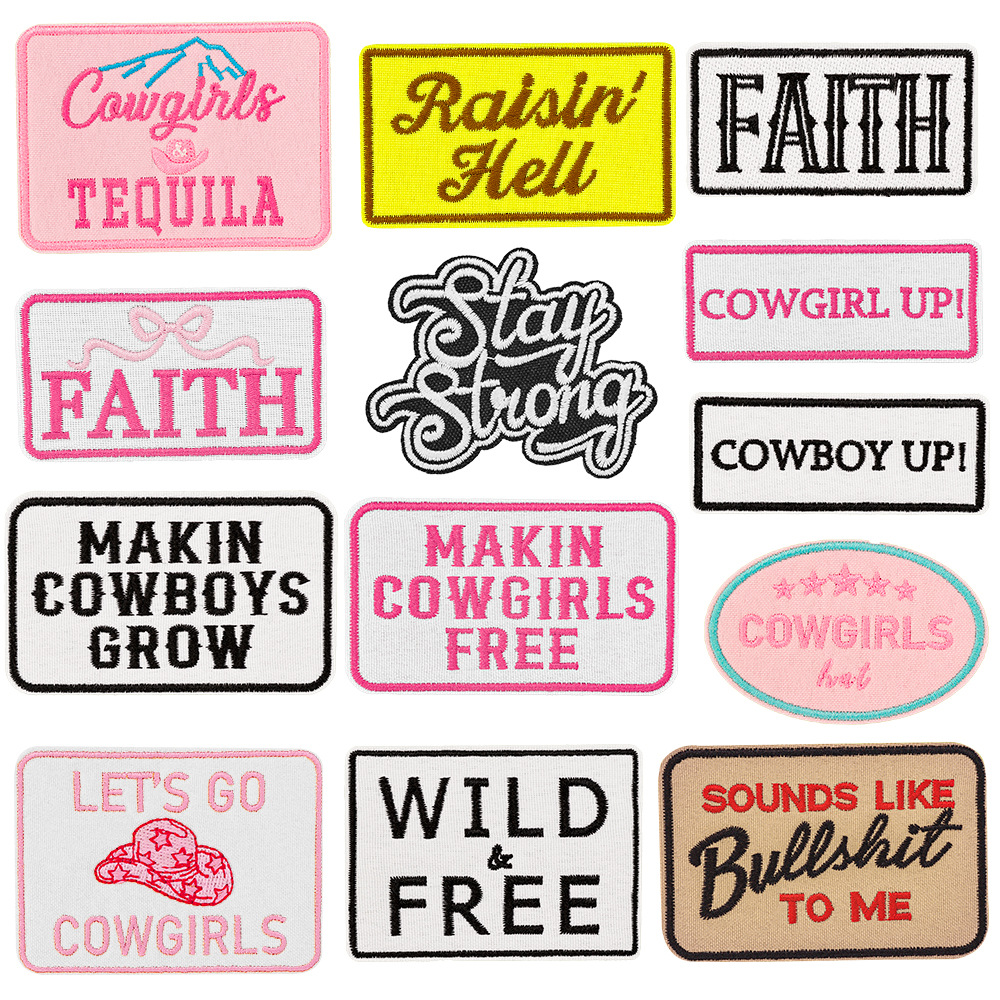 Cowgirls
&
TEQUILA
Raisin'
Hell
FAITH
FAITH
Stay
Strong
COWGIRL UP!
COWBOY UP!
MAKIN
COWBOYS
GROW
MAKIN
COWGIRLS
FREE
COWGIRLS
hat
LET'S GO
COWGIRLS
WILD
&
FREE
SOUNDS LIKE
Bullshit
TO ME